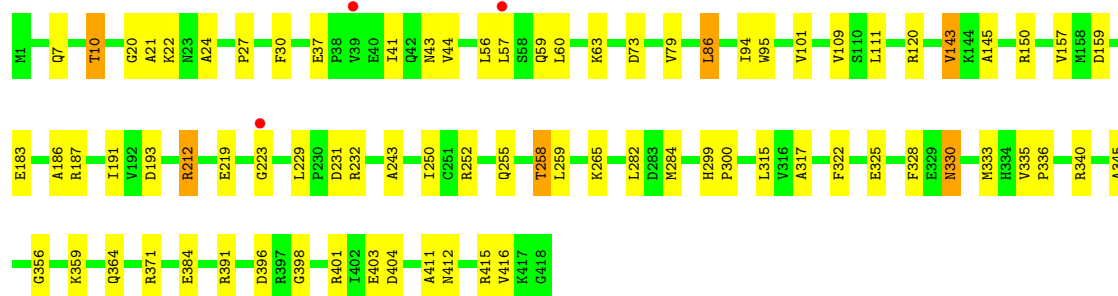 M1 Q7 T10 G20 A21 K22 N23 A24 P27 F30 E37 P38 V39 E40 I41 Q42 N43 V44 L56 L57 S58 Q59 L60 K63 D73 V79 L86 I94 W95 V101 V109 S110 L111 R120 V143 K144 A145 R150 V157 M158 D159
E183 A186 R187 I191 V192 D193 R212 E219 G223 L229 P230 D231 R232 A243 I250 C251 R252 Q255 T258 L259 K265 L282 D283 M284 H299 P300 L315 V316 A317 F322 E325 F328 E329 N330 M333 H334 V335 P336 R340 A345
G356 K359 Q364 R371 E384 R391 D396 R397 G398 R401 I402 E403 D404 A411 N412 R415 V416 K417 G418